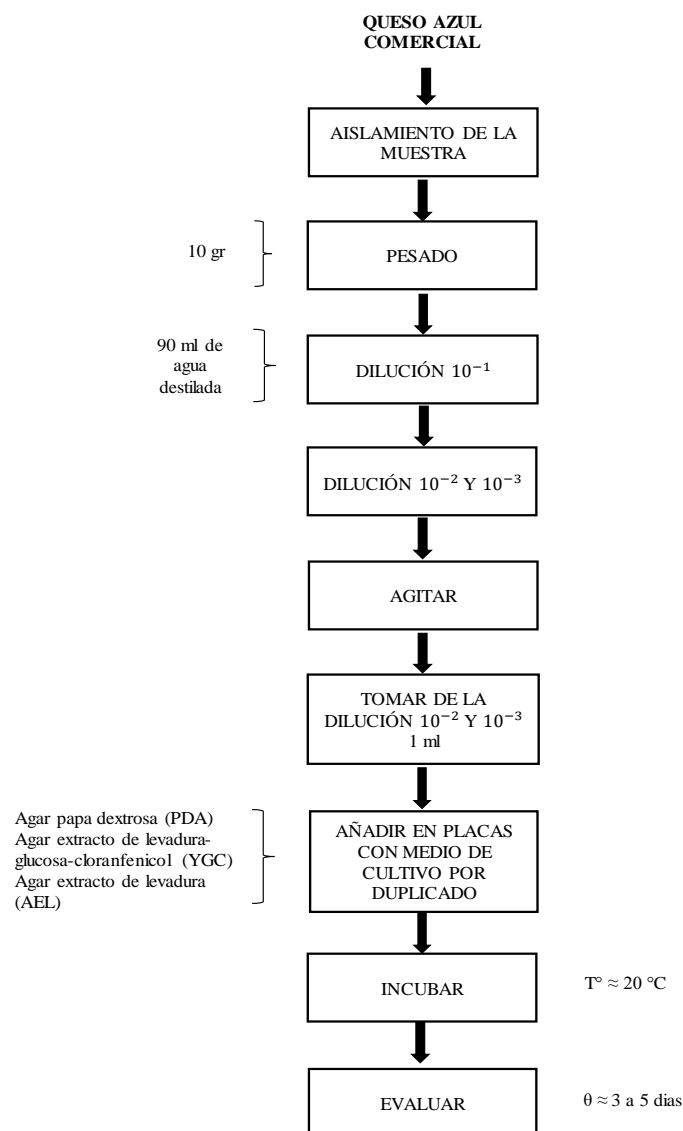 QUESO AZUL
COMERCIAL
AISLAMIENTO DE LA
MUESTRA
10 gr
PESADO
90 ml de
agua
destilada
DILUCIÓN 10⁻¹
DILUCIÓN 10⁻² Y 10⁻³
AGITAR
TOMAR DE LA
DILUCIÓN 10⁻² Y 10⁻³
1 ml
Agar papa dextrosa (PDA)
Agar extracto de levadura-
glucosa-cloranfenicol (YGC)
Agar extracto de levadura
(AEL)
AÑADIR EN PLACAS
CON MEDIO DE
CULTIVO POR
DUPLICADO
INCUBAR
T° ≈ 20 °C
EVALUAR
θ ≈ 3 a 5 dias